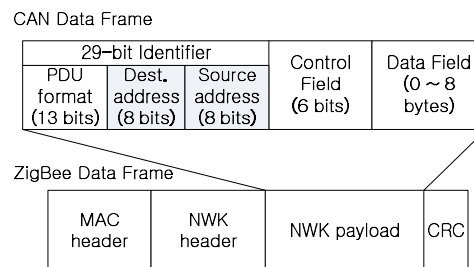 CAN Data Frame
29-bit Identifier
PDU format (13 bits)
Dest. address (8 bits)
Source address (8 bits)
Control Field (6 bits)
Data Field (0 ~ 8 bytes)
ZigBee Data Frame
MAC header
NWK header
NWK payload
CRC